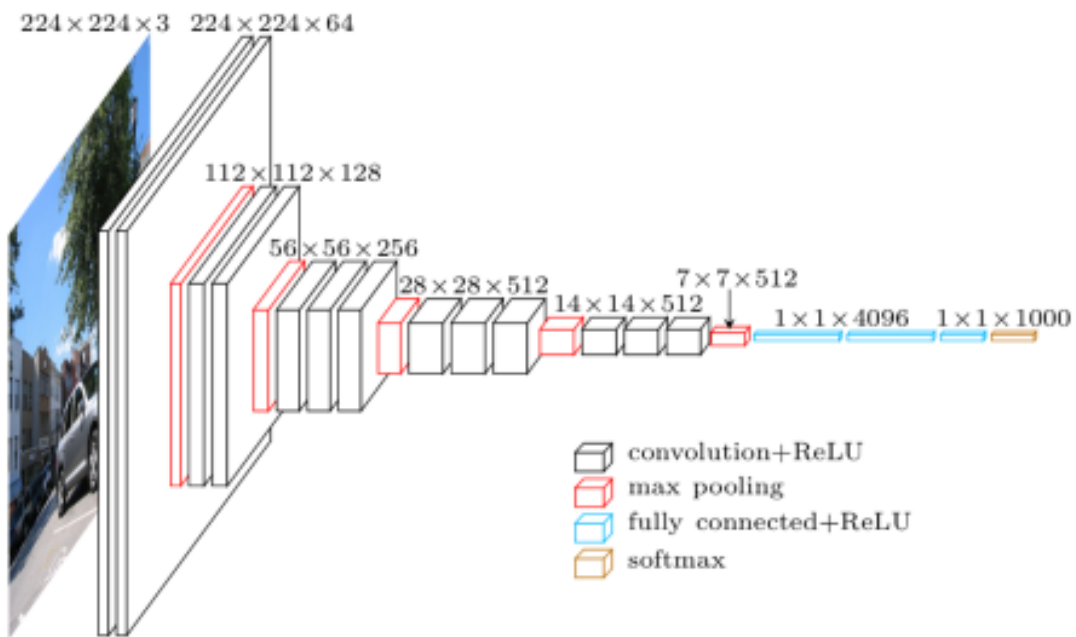 224×224×3
224×224×64
112×112×128
56×56×256
28×28×512
14×14×512
7×7×512
1×1×4096
1×1×1000
convolution+ReLU
max pooling
fully connected+ReLU
softmax